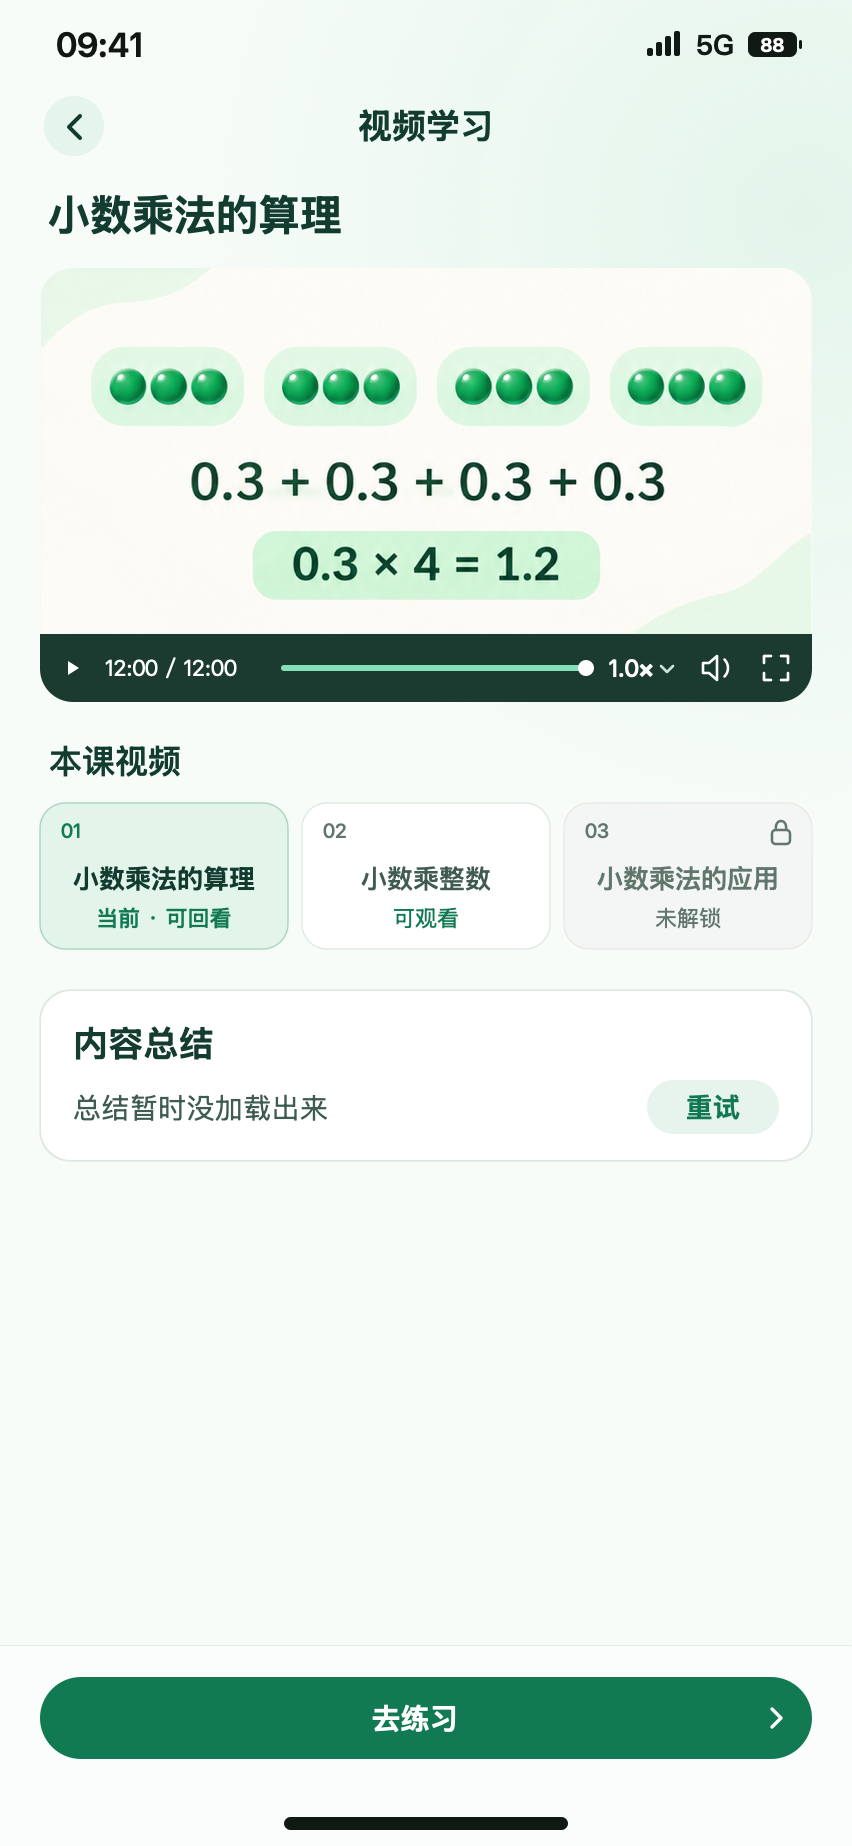 09:41
5G 88
视频学习
小数乘法的算理
0.3 + 0.3 + 0.3 + 0.3
0.3 × 4 = 1.2
12:00 / 12:00 1.0×
本课视频
01
小数乘法的算理
当前 · 可回看
02
小数乘整数
可观看
03
小数乘法的应用
未解锁
内容总结
总结暂时没加载出来
重试
去练习